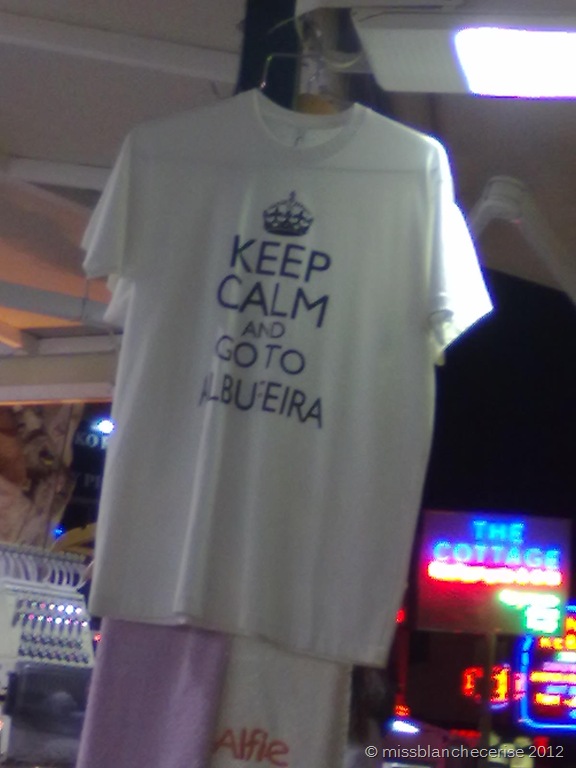 KEEP
CALM
AND
GO TO
ALBUFEIRA
THE
COTTAGE
Alfie
© missblanchecerise 2012